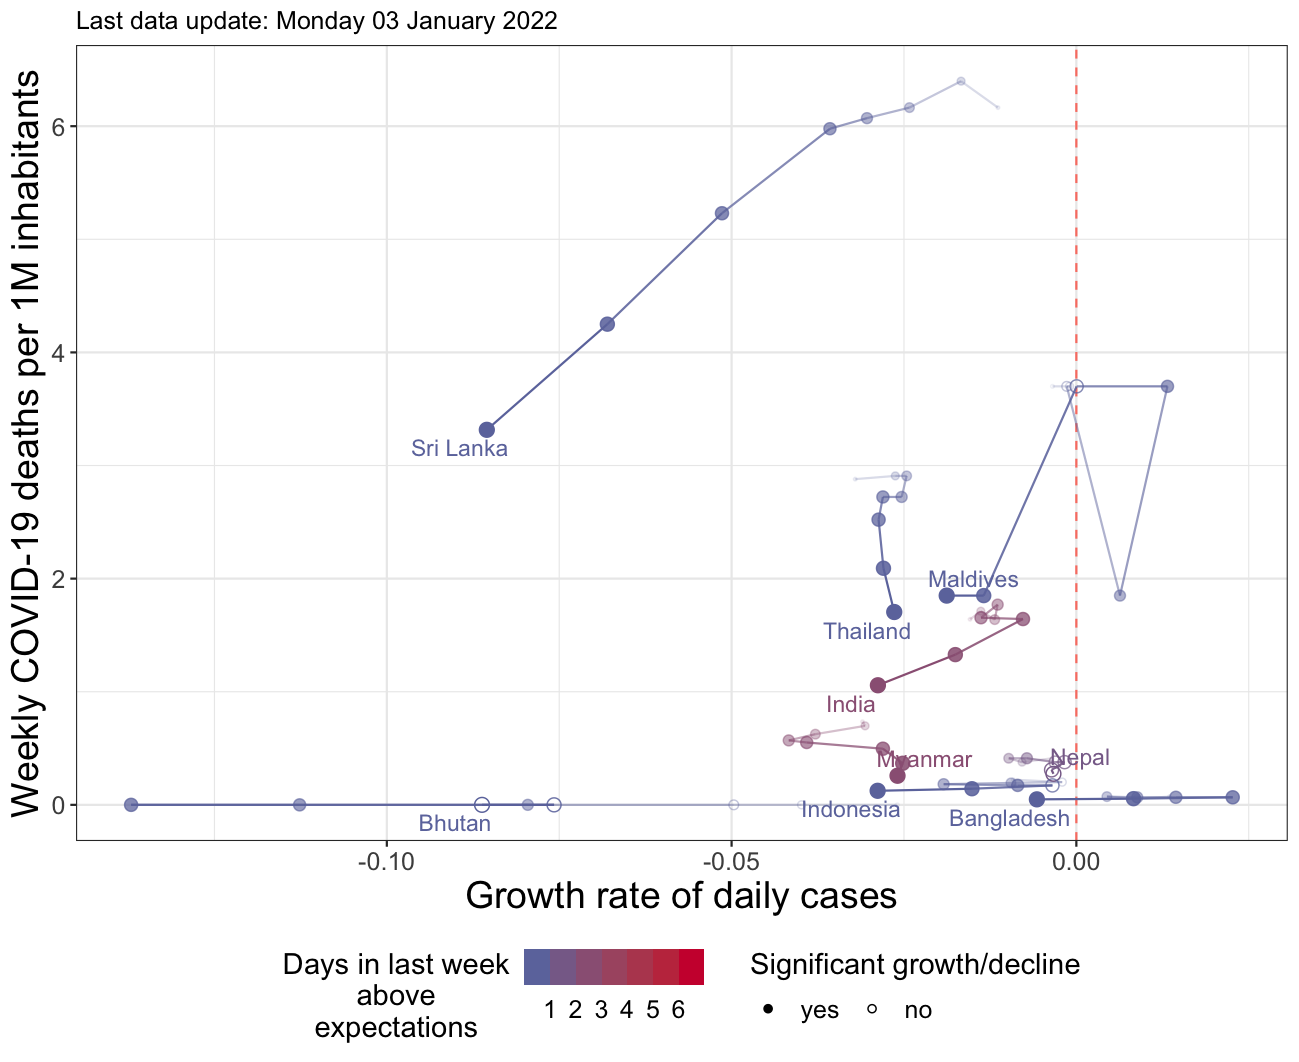 Last data update: Monday 03 January 2022
Weekly COVID-19 deaths per 1M inhabitants
6
4
2
0
Sri Lanka
Maldives
Thailand
India
Myanmar
Nepal
Indonesia
Bangladesh
Bhutan
-0.10
-0.05
0.00
Growth rate of daily cases
Days in last week
above
expectations
1 2 3 4 5 6
Significant growth/decline
yes
no